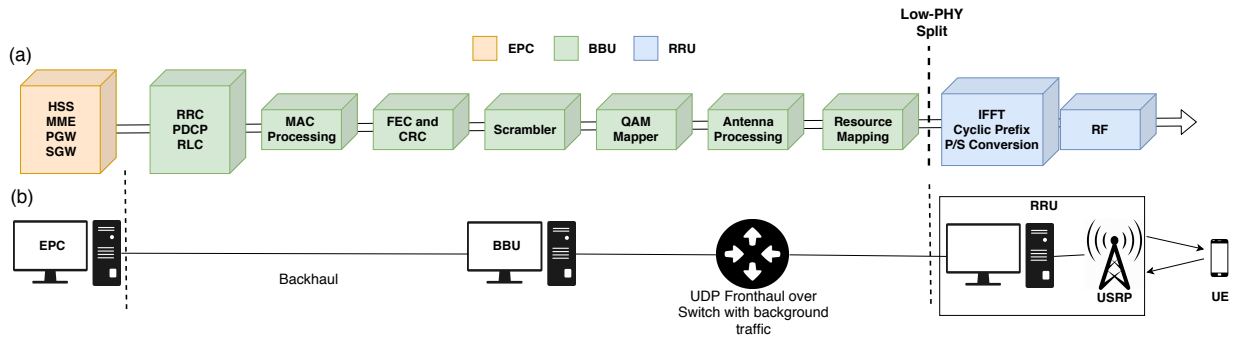 Low-PHY
Split
(a)
EPC
BBU
RRU
HSS
MME
PGW
SGW
RRC
PDCP
RLC
MAC
Processing
FEC and
CRC
Scrambler
QAM
Mapper
Antenna
Processing
Resource
Mapping
IFFT
Cyclic Prefix
P/S Conversion
RF
(b)
EPC
Backhaul
BBU
UDP Fronthaul over
Switch with background
traffic
RRU
USRP
UE